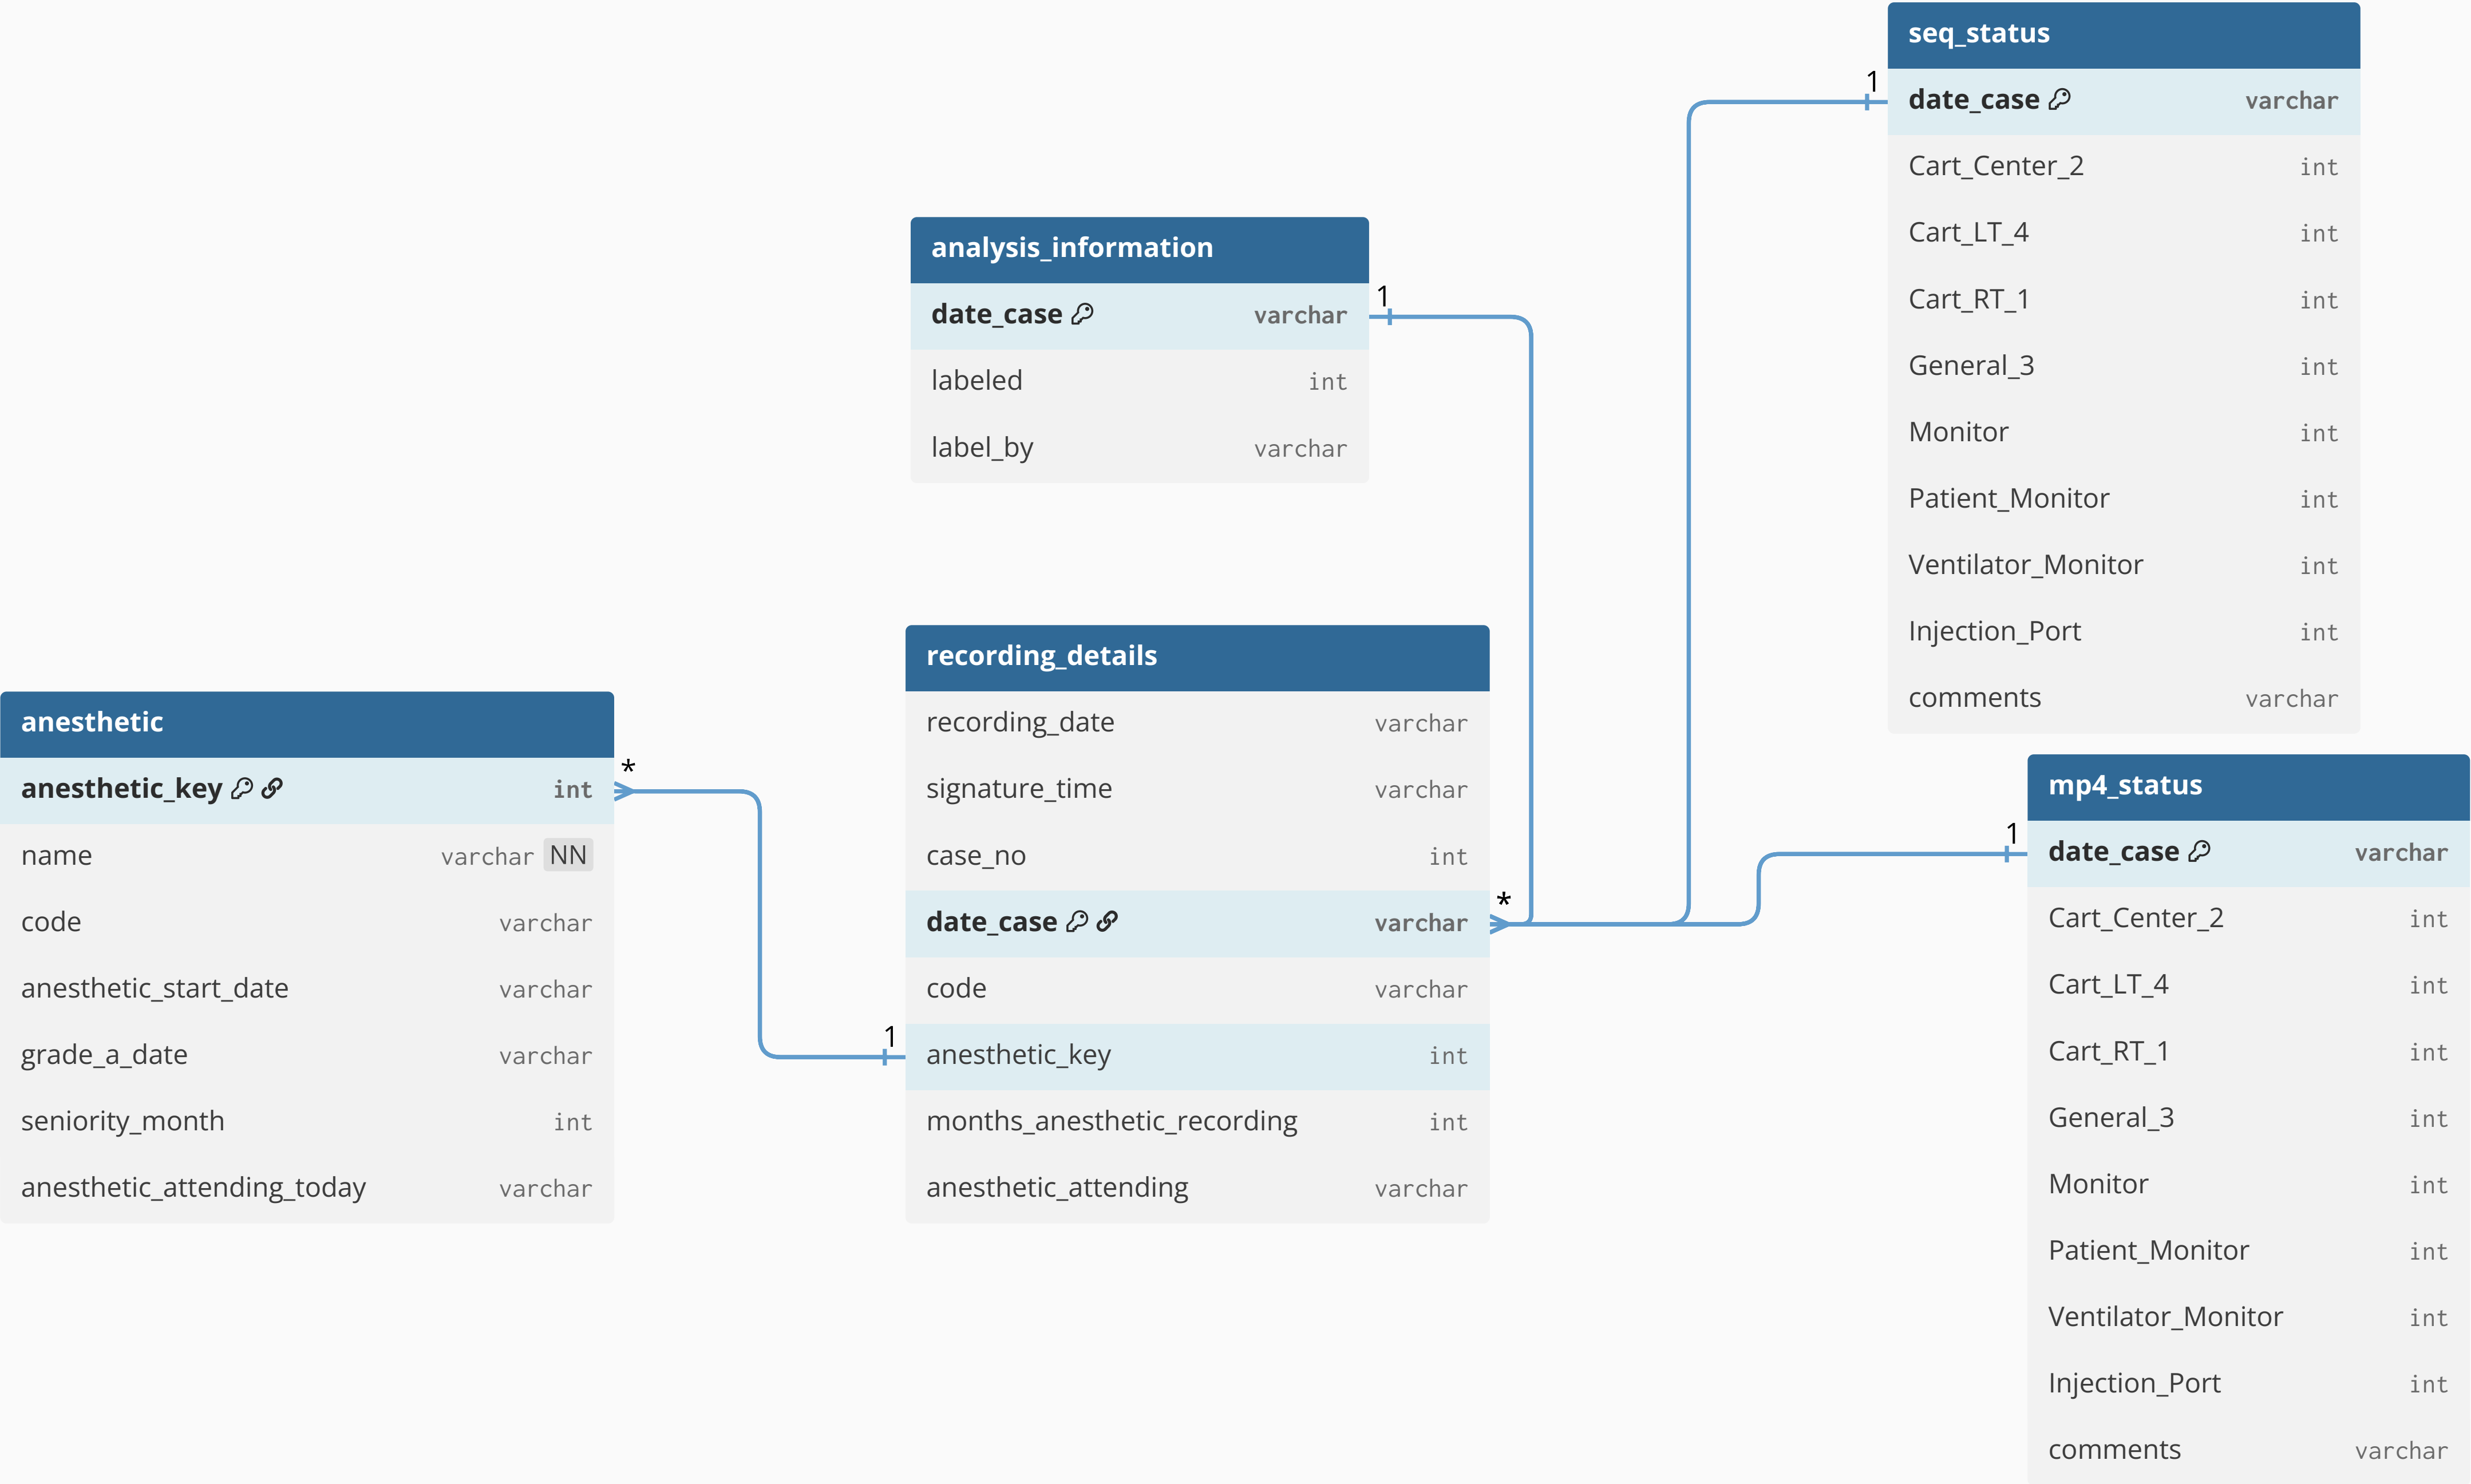 seq_status
date_case varchar
Cart_Center_2 int
Cart_LT_4 int
Cart_RT_1 int
General_3 int
Monitor int
Patient_Monitor int
Ventilator_Monitor int
Injection_Port int
comments varchar
1
analysis_information
date_case varchar
labeled int
label_by varchar
1
recording_details
recording_date varchar
signature_time varchar
case_no int
date_case varchar
code varchar
anesthetic_key int
months_anesthetic_recording int
anesthetic_attending varchar
*
1
anesthetic
anesthetic_key int
name varchar NN
code varchar
anesthetic_start_date varchar
grade_a_date varchar
seniority_month int
anesthetic_attending_today varchar
*
mp4_status
date_case varchar
Cart_Center_2 int
Cart_LT_4 int
Cart_RT_1 int
General_3 int
Monitor int
Patient_Monitor int
Ventilator_Monitor int
Injection_Port int
comments varchar
1